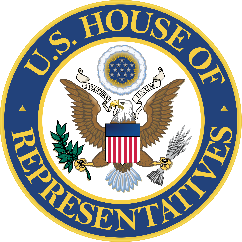 U.S. HOUSE OF
REPRESENTATIVES